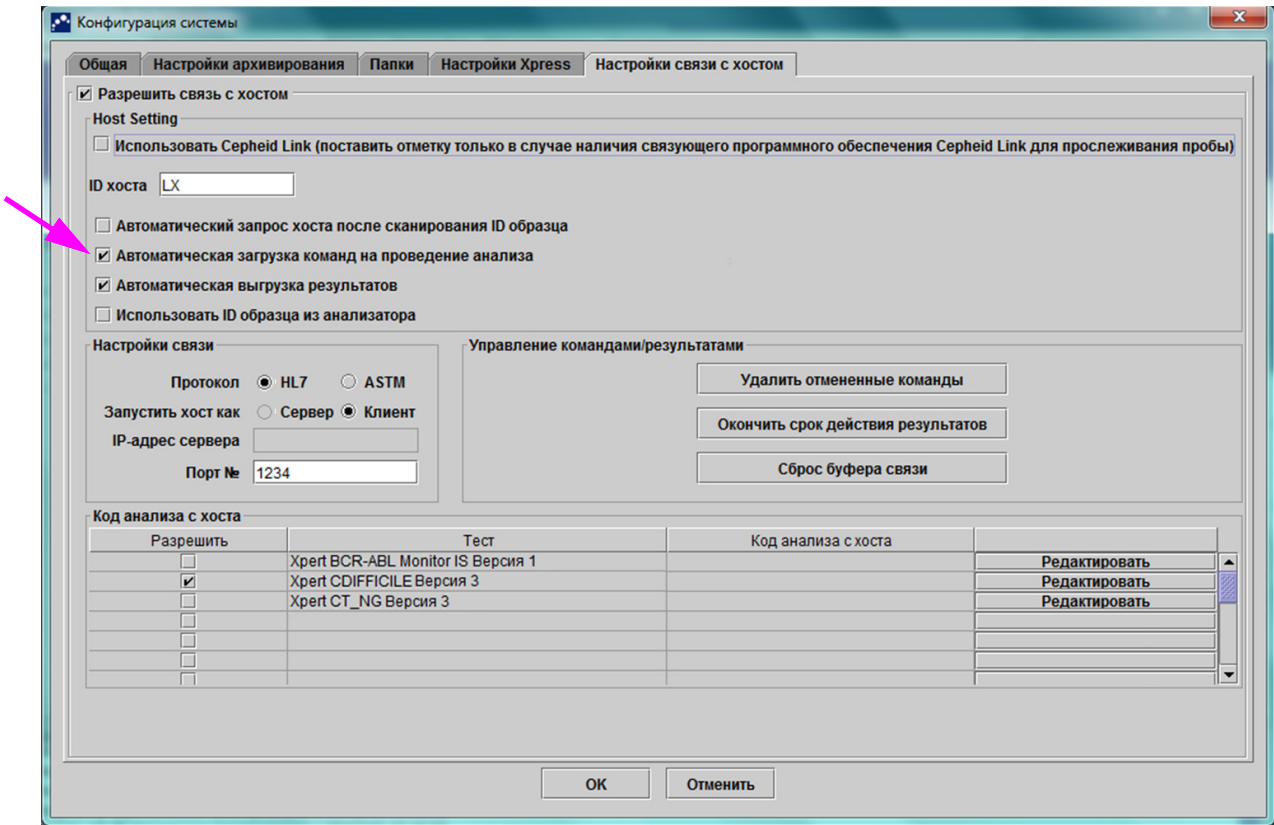 Конфигурация системы
Общая Настройки архивирования Папки Настройки Xpress Настройки связи с хостом
Разрешить связь с хостом
Host Setting
Использовать Cepheid Link (поставить отметку только в случае наличия связующего программного обеспечения Cepheid Link для прослеживания пробы)
ID хоста LX
Автоматический запрос хоста после сканирования ID образца
Автоматическая загрузка команд на проведение анализа
Автоматическая выгрузка результатов
Использовать ID образца из анализатора
Настройки связи
Протокол HL7 ASTM
Запустить хост как Сервер Клиент
IP-адрес сервера
Порт № 1234
Управление командами/результатами
Удалить отмененные команды
Окончить срок действия результатов
Сброс буфера связи
Код анализа с хоста
Разрешить Тест Код анализа с хоста
Xpert BCR-ABL Monitor IS Версия 1 Редактировать
Xpert CDIFFICILE Версия 3 Редактировать
Xpert CT_NG Версия 3 Редактировать
OK Отменить